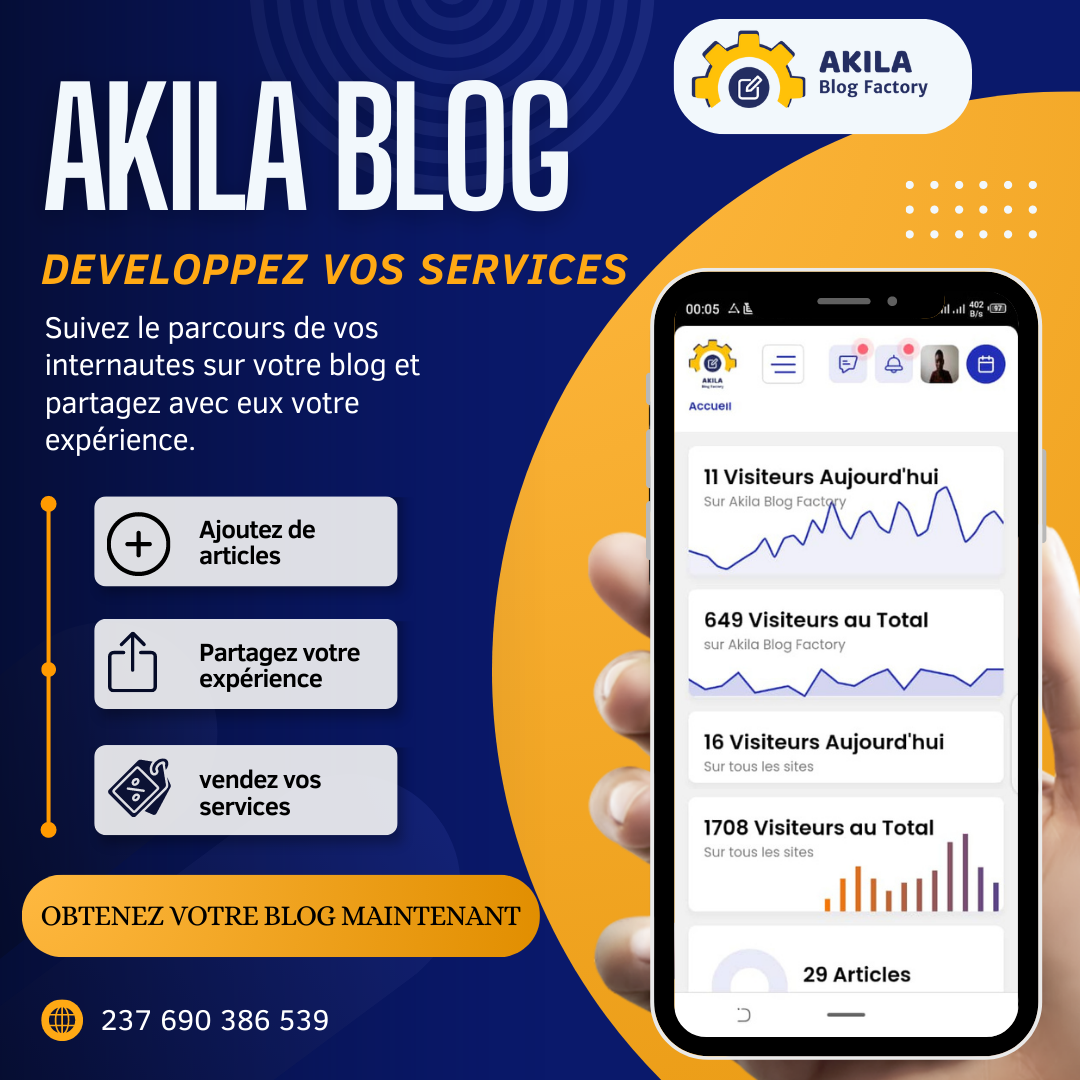 AKILA
Blog Factory
AKILA BLOG
DEVELOPPEZ VOS SERVICES
Suivez le parcours de vos
internautes sur votre blog et
partagez avec eux votre
expérience.
Ajoutez de
articles
Partagez votre
expérience
vendez vos
services
OBTENEZ VOTRE BLOG MAINTENANT
237 690 386 539
00:05
402
B/s
97
AKILA
Blog Factory
Accueil
11 Visiteurs Aujourd'hui
Sur Akila Blog Factory
649 Visiteurs au Total
sur Akila Blog Factory
16 Visiteurs Aujourd'hui
Sur tous les sites
1708 Visiteurs au Total
Sur tous les sites
29 Articles